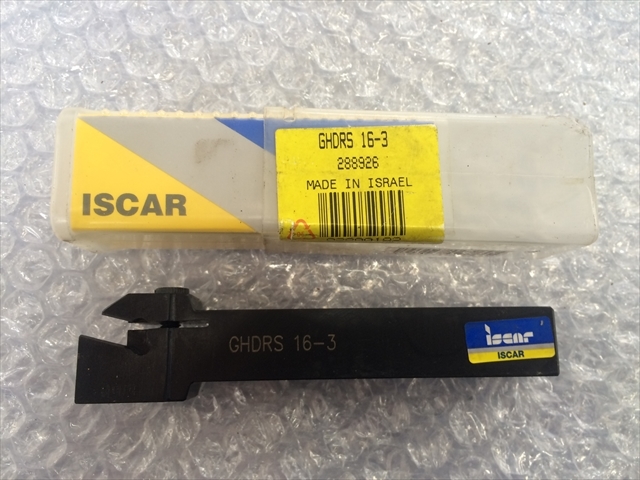 ISCAR
GHDRS 16-3
288926
MADE IN ISRAEL
GHDRS 16-3
iscar
ISCAR